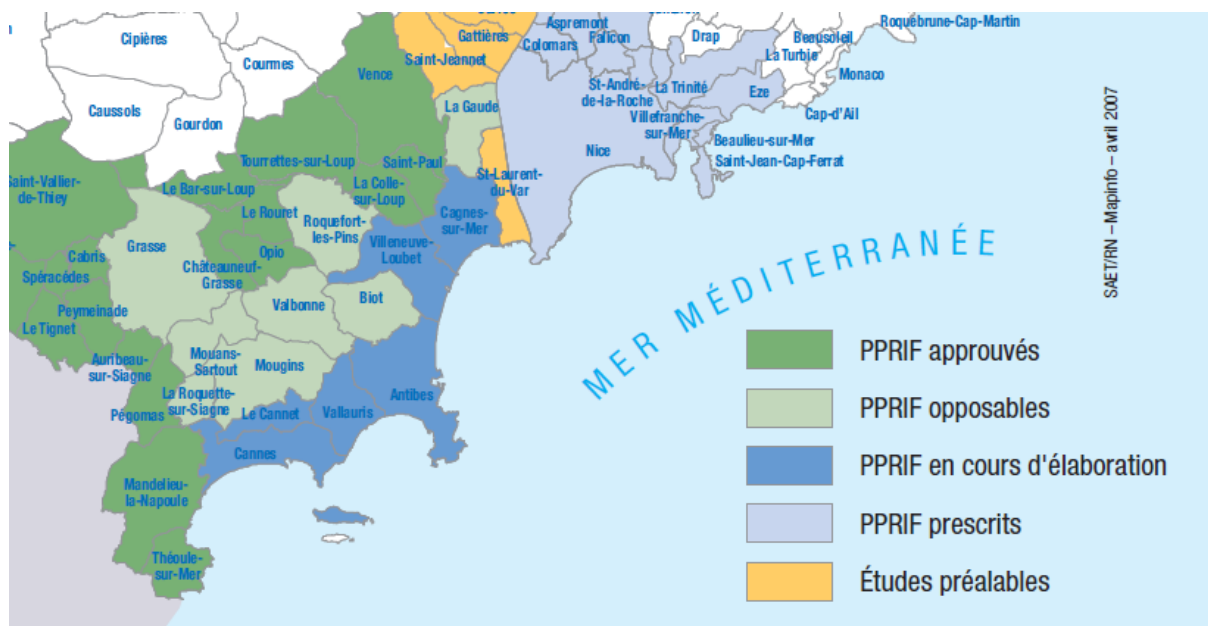 Roquebrune-Cap-Martin
Aspremont
Cipières
Gattières
Colomars
Falicon
Drap
Beausoleil
La Turbie
Courmes
Saint-Jeannet
Vence
Monaco
St-André-
de-la-Roche
La Trinité
Eze
Caussols
La Gaude
Gourdon
Villefranche-
sur-Mer
Cap-d'Ail
Beaulieu-sur-Mer
Saint-Jean-Cap-Ferrat
Nice
Tourrettes-sur-Loup
Saint-Paul
St-Laurent-
du-Var
Saint-Vallier-
de-Thiey
Le Bar-sur-Loup
La Colle-
sur-Loup
Le Rouret
Roquefort-
les-Pins
Cagnes-
sur-Mer
Grasse
Villeneuve-
Loubet
Opio
Cabris
Châteauneuf-
Grasse
Spéracèdes
Biot
Valbonne
Peymeinade
Le Tignet
Auribeau-
sur-Siagne
Mouans-
Sartout
Mougins
La Roquette-
sur-Siagne
Antibes
Pégomas
Le Cannet
Vallauris
Cannes
Mandelieu-
la-Napoule
Théoule-
sur-Mer
MER MÉDITERRANÉE
SAET/RN – Mapinfo – avril 2007
PPRIF approuvés
PPRIF opposables
PPRIF en cours d'élaboration
PPRIF prescrits
Études préalables